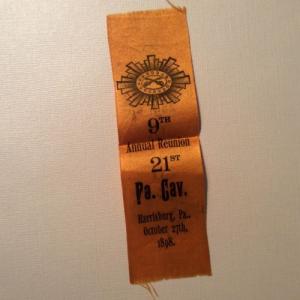 9TH
Annual Reunion
21ST
Pa. Cav.
Harrisburg, Pa.,
October 27th,
1898.